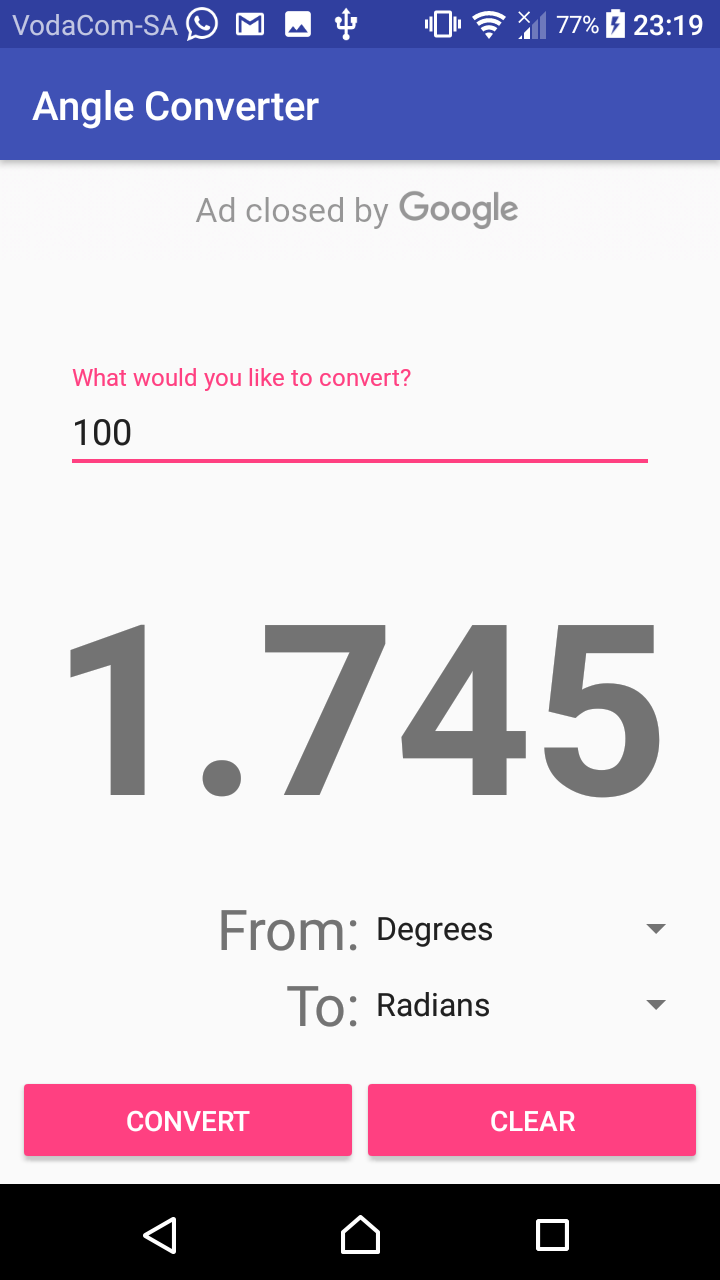 VodaCom-SA 77% 23:19
Angle Converter
Ad closed by Google
What would you like to convert?
100
1.745
From: Degrees
To: Radians
CONVERT CLEAR